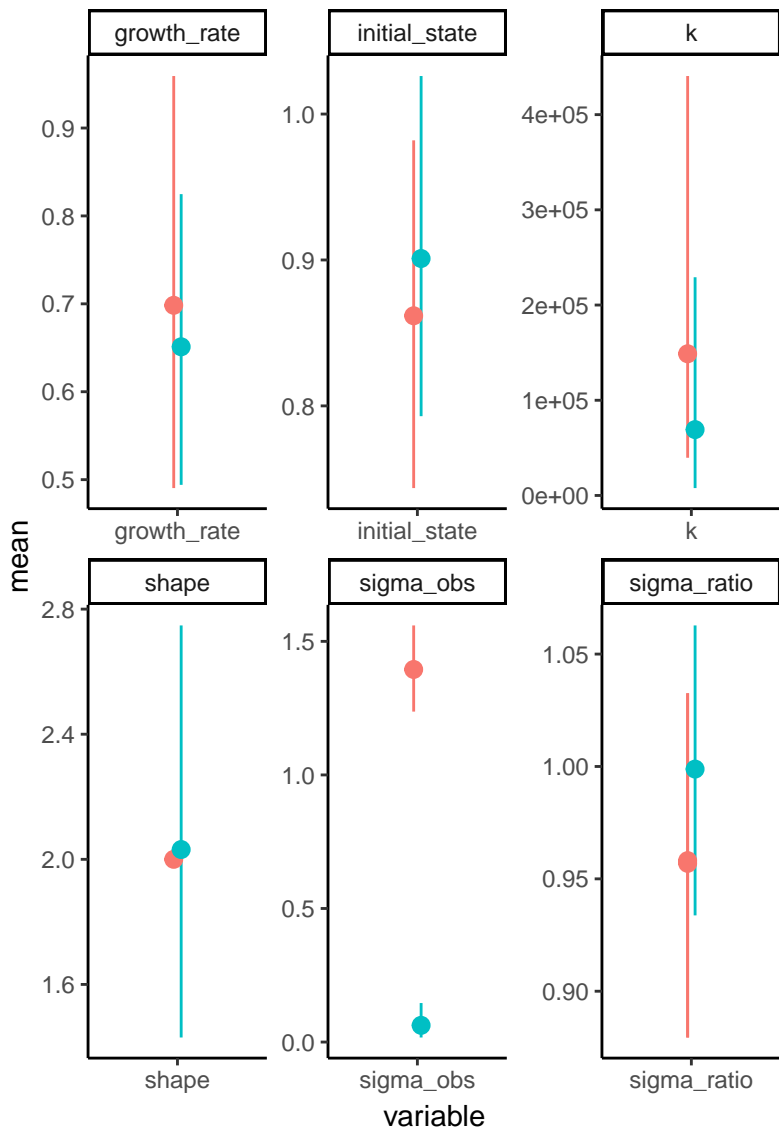 growth_rate
initial_state
k
0.9
0.8
0.7
0.6
0.5
1.0
0.9
0.8
4e+05
3e+05
2e+05
1e+05
0e+00
growth_rate
initial_state
k
mean
shape
sigma_obs
sigma_ratio
2.8
2.4
2.0
1.6
1.5
1.0
0.5
0.0
1.05
1.00
0.95
0.90
shape
sigma_obs
sigma_ratio
variable